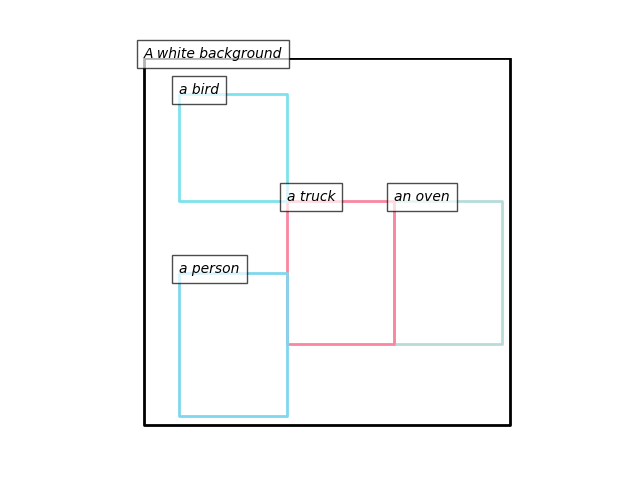 A white background
a bird
a truck
an oven
a person